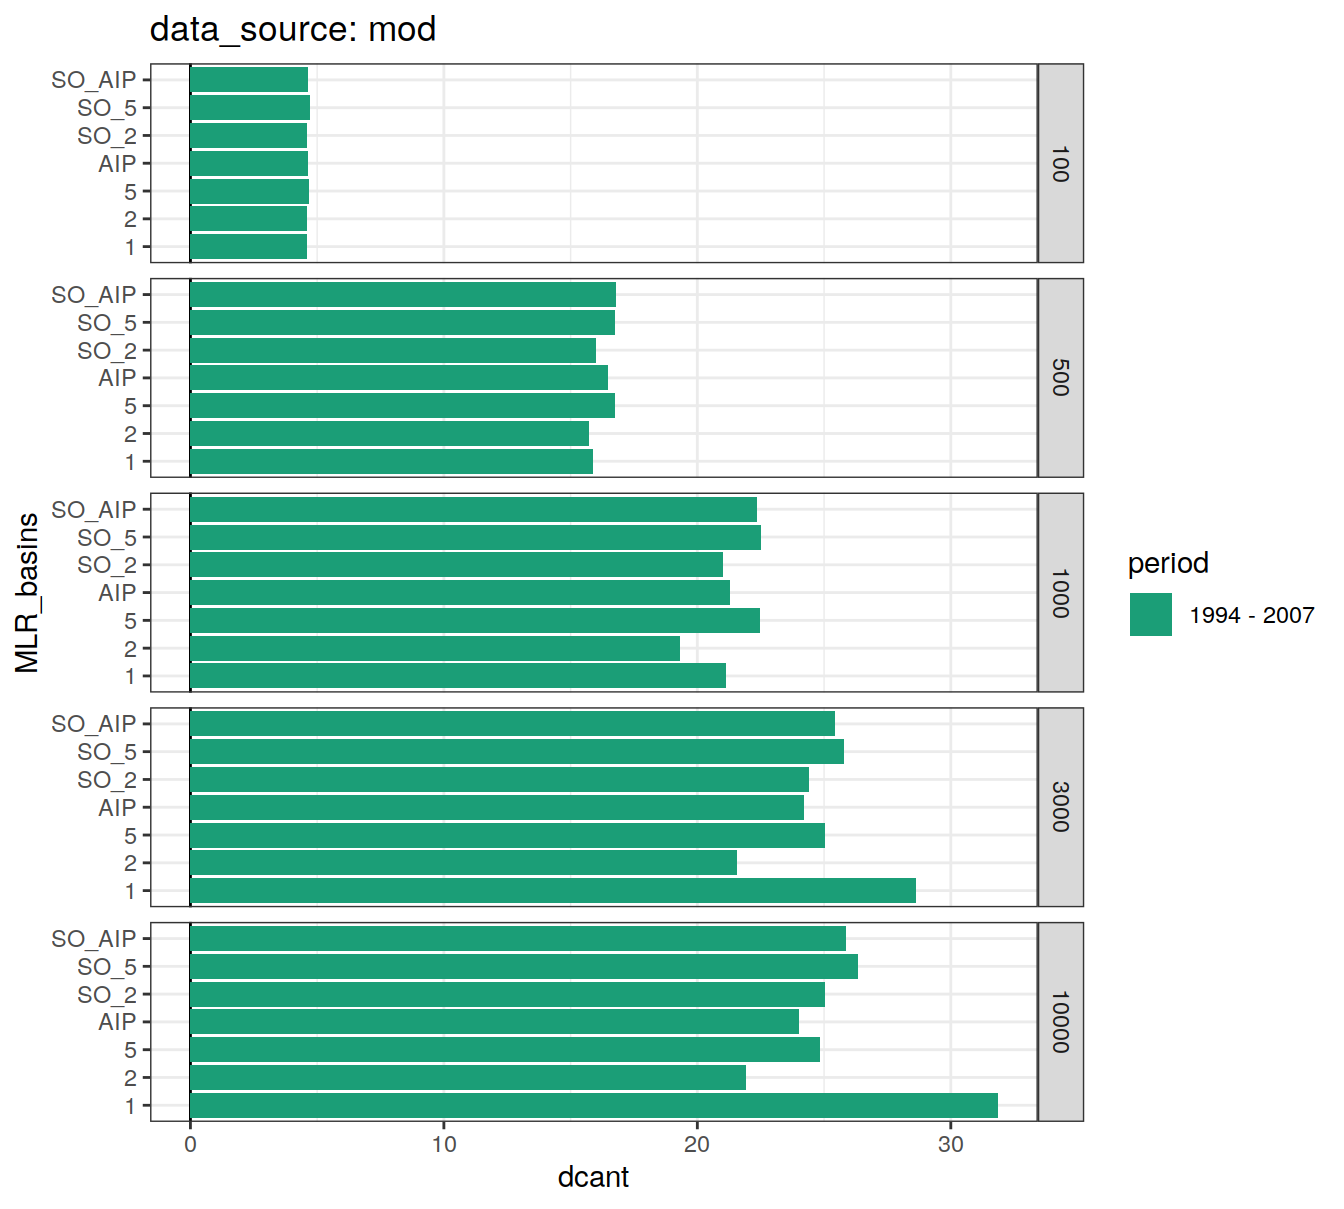 data_source: mod
SO_AIP
SO_5
SO_2
AIP
5
2
1
100
SO_AIP
SO_5
SO_2
AIP
5
2
1
500
SO_AIP
SO_5
SO_2
AIP
5
2
1
1000
SO_AIP
SO_5
SO_2
AIP
5
2
1
3000
SO_AIP
SO_5
SO_2
AIP
5
2
1
10000
MLR_basins
0 10 20 30
dcant
period
1994 - 2007